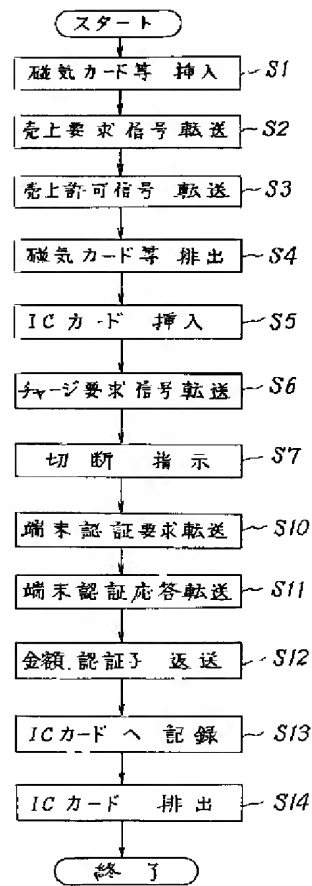 スタート
磁気カード等 挿入 S1
売上要求信号転送 S2
売上許可信号 転送 S3
磁気カード等 排出 S4
ICカード 挿入 S5
チャージ要求信号転送 S6
切断 指示 S7
端末認証要求転送 S10
端末認証応答転送 S11
金額.認証子 返送 S12
ICカードへ記録 S13
ICカード 排出 S14
終了